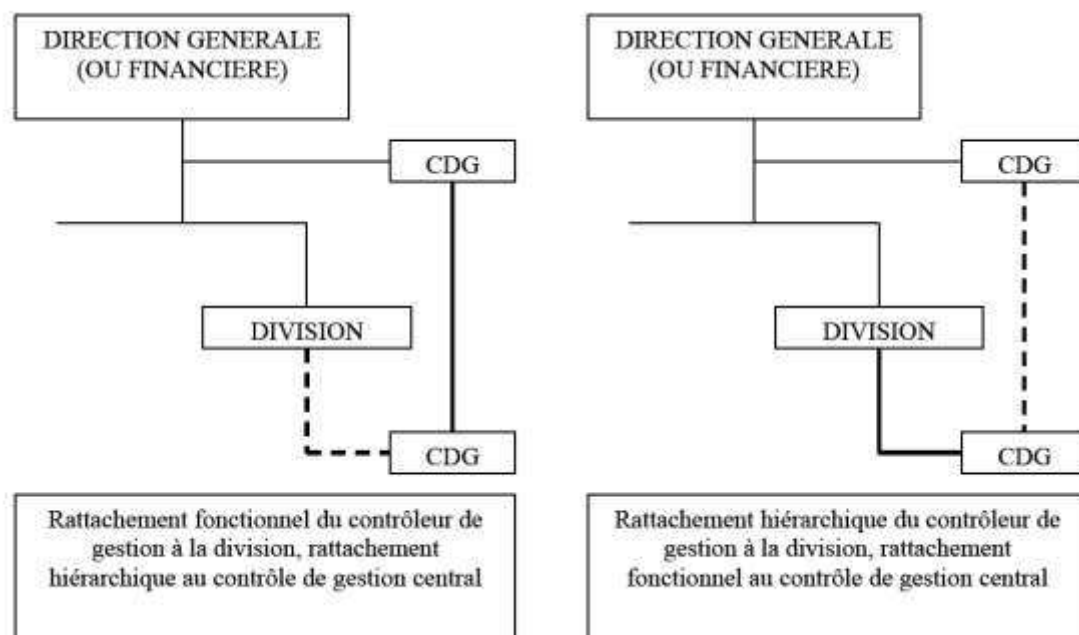 DIRECTION GENERALE
(OU FINANCIERE)
CDG
DIVISION
CDG
Rattachement fonctionnel du contrôleur de
gestion à la division, rattachement
hiérarchique au contrôle de gestion central
DIRECTION GENERALE
(OU FINANCIERE)
CDG
DIVISION
CDG
Rattachement hiérarchique du contrôleur de
gestion à la division, rattachement
fonctionnel au contrôle de gestion central